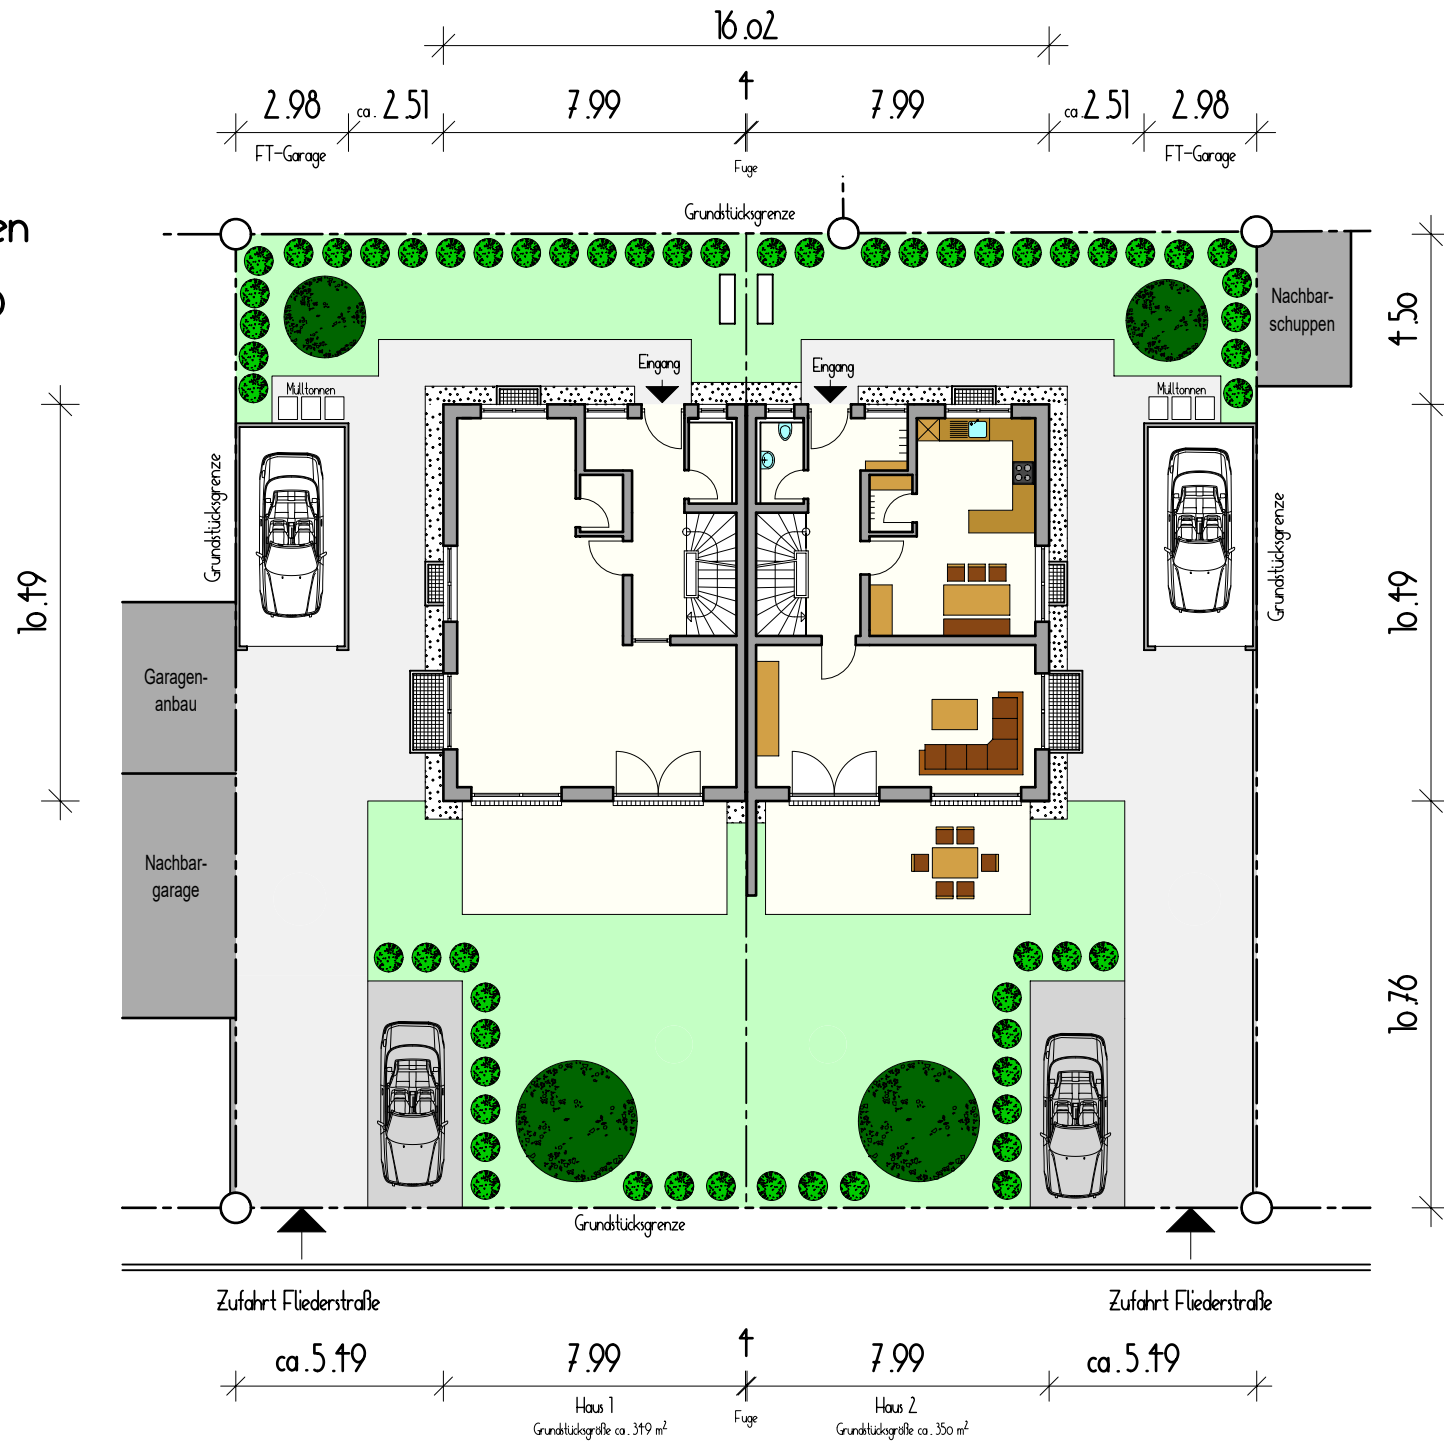 16.02
2.98 ca. 2.51 7.99 4 7.99 ca. 2.51 2.98
FT-Garage Fuge FT-Garage
Grundstücksgrenze
en
Nachbar-
schuppen
4.50
Eingang Eingang
Mülltonnen Mülltonnen
Grundstücksgrenze
Grundstücksgrenze
10.49
10.49
Garagen-
anbau
Nachbar-
garage
10.76
Grundstücksgrenze
Zufahrt Fliederstraße Zufahrt Fliederstraße
ca. 5.49 7.99 4 7.99 ca. 5.49
Haus 1 Fuge Haus 2
Grundstücksgröße ca. 349 m² Grundstücksgröße ca. 350 m²